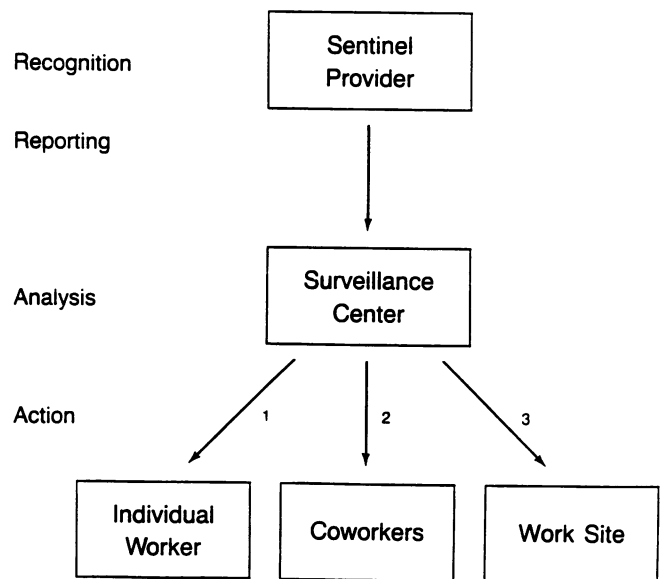 Recognition
Sentinel
Provider
Reporting
Analysis
Surveillance
Center
Action
1
2
3
Individual
Worker
Coworkers
Work Site